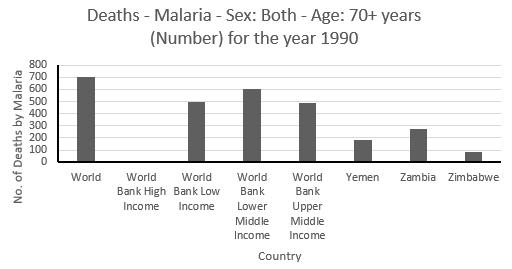 Deaths - Malaria - Sex: Both - Age: 70+ years
(Number) for the year 1990
No. of Deaths by Malaria
800
700
600
500
400
300
200
100
0
World
World
Bank High
Income
World
Bank Low
Income
World
Bank
Lower
Middle
Income
World
Bank
Upper
Middle
Income
Yemen
Zambia
Zimbabwe
Country